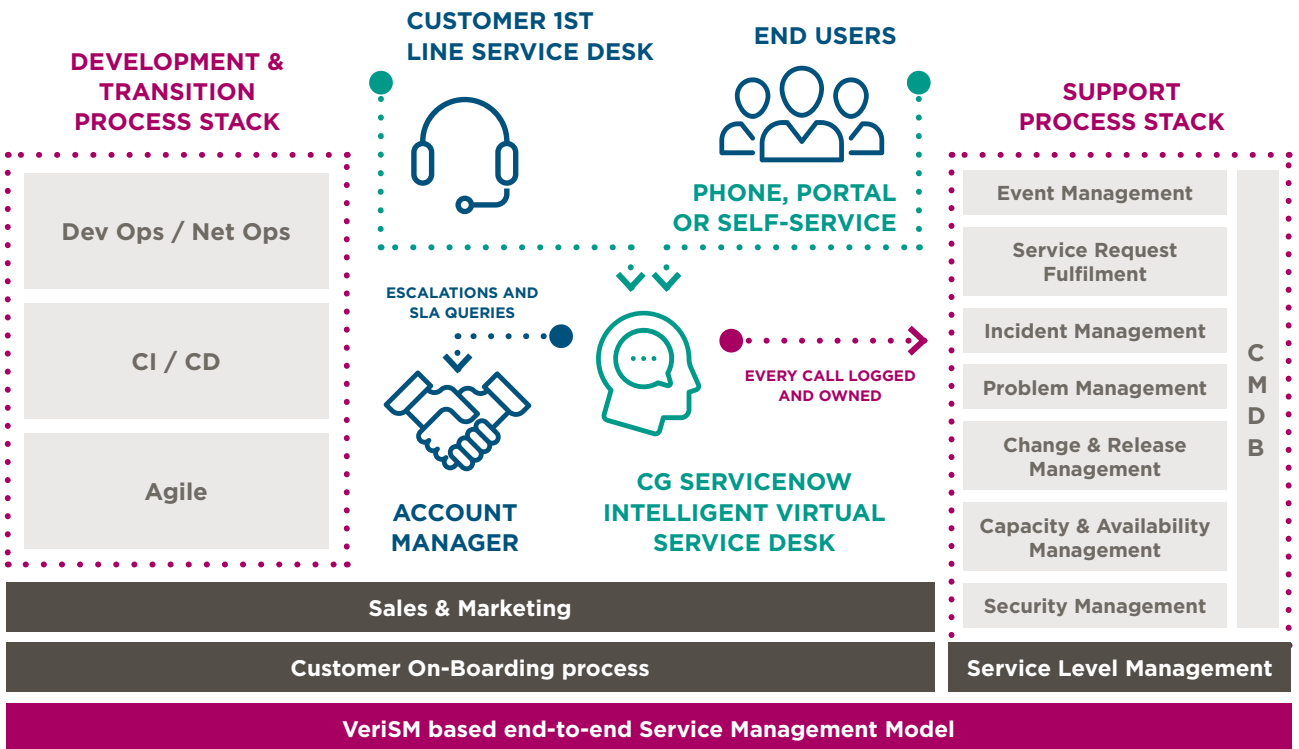 DEVELOPMENT &
TRANSITION
PROCESS STACK
Dev Ops / Net Ops
CI / CD
Agile
CUSTOMER 1ST
LINE SERVICE DESK
END USERS
PHONE, PORTAL
OR SELF-SERVICE
ESCALATIONS AND
SLA QUERIES
EVERY CALL LOGGED
AND OWNED
ACCOUNT
MANAGER
CG SERVICENOW
INTELLIGENT VIRTUAL
SERVICE DESK
SUPPORT
PROCESS STACK
Event Management
Service Request
Fulfilment
Incident Management
Problem Management
Change & Release
Management
Capacity & Availability
Management
Security Management
C
M
D
B
Sales & Marketing
Customer On-Boarding process
Service Level Management
VeriSM based end-to-end Service Management Model